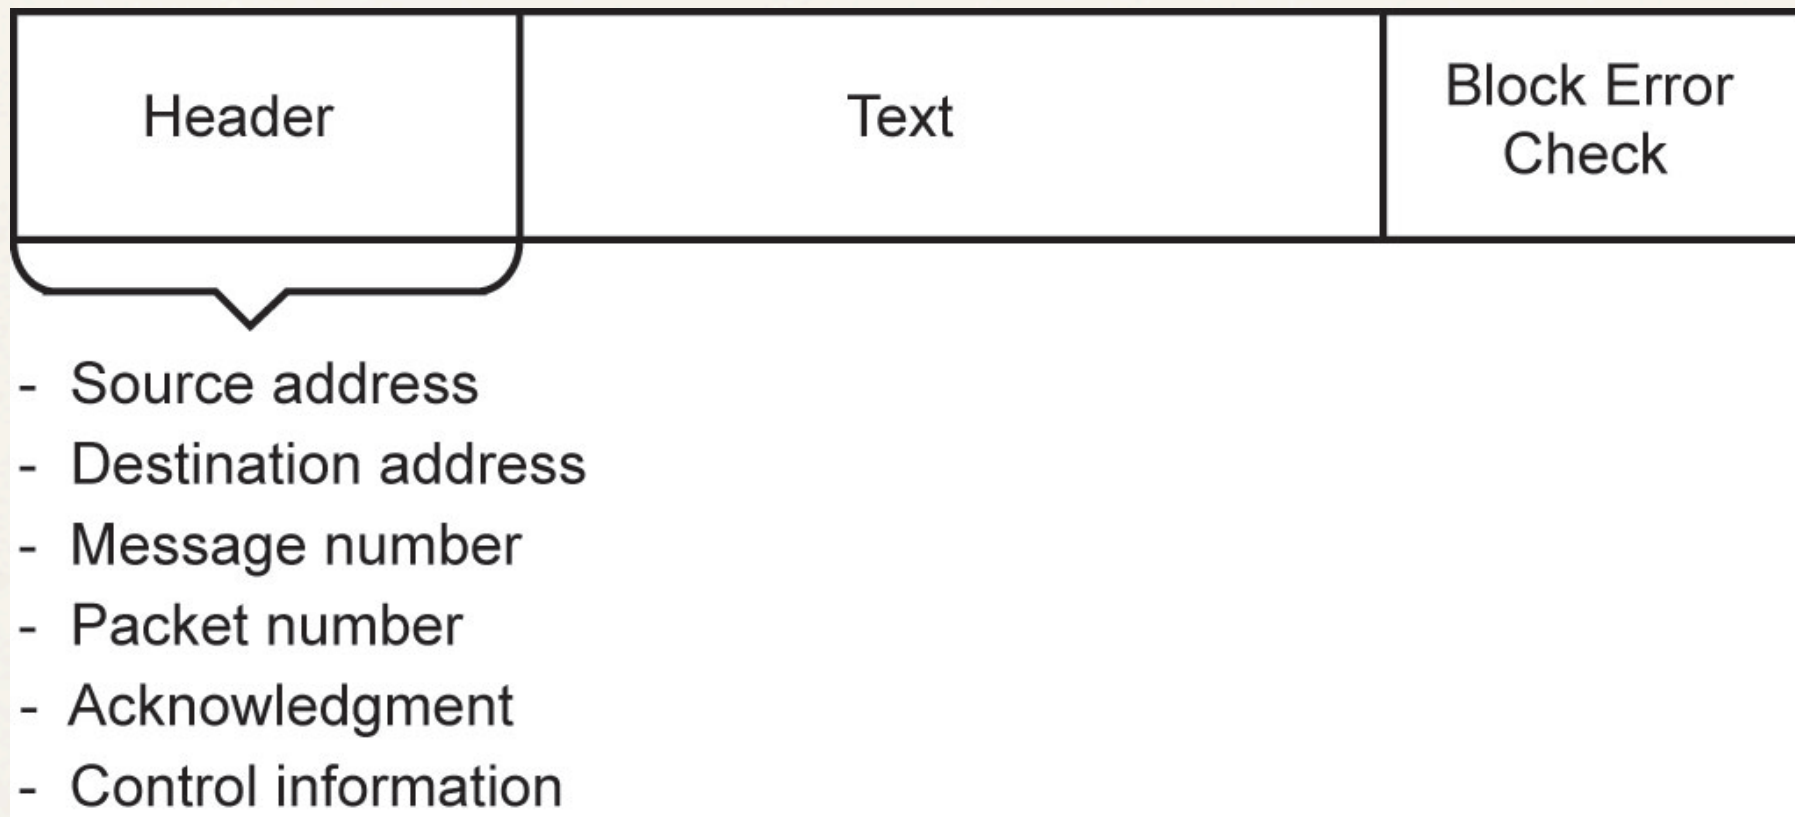 Header
Text
Block Error
Check
- Source address
- Destination address
- Message number
- Packet number
- Acknowledgment
- Control information